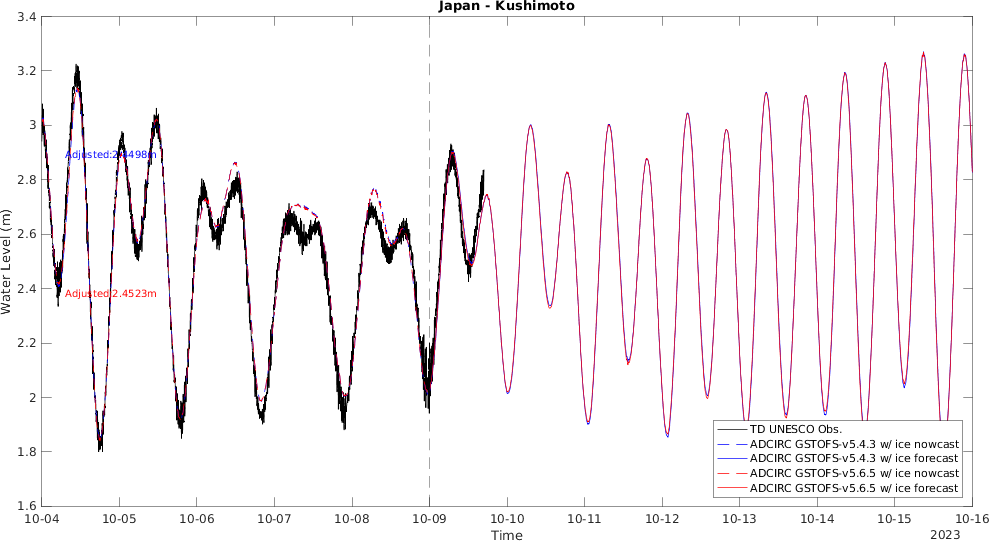 Japan - Kushimoto
Water Level (m)
3.4
3.2
3
2.8
2.6
2.4
2.2
2
1.8
1.6
Adjusted:2.4498m
Adjusted:2.4523m
TD UNESCO Obs.
ADCIRC GSTOFS-v5.4.3 w/ ice nowcast
ADCIRC GSTOFS-v5.4.3 w/ ice forecast
ADCIRC GSTOFS-v5.6.5 w/ ice nowcast
ADCIRC GSTOFS-v5.6.5 w/ ice forecast
10-04 10-05 10-06 10-07 10-08 10-09 10-10 10-11 10-12 10-13 10-14 10-15 10-16
Time
2023